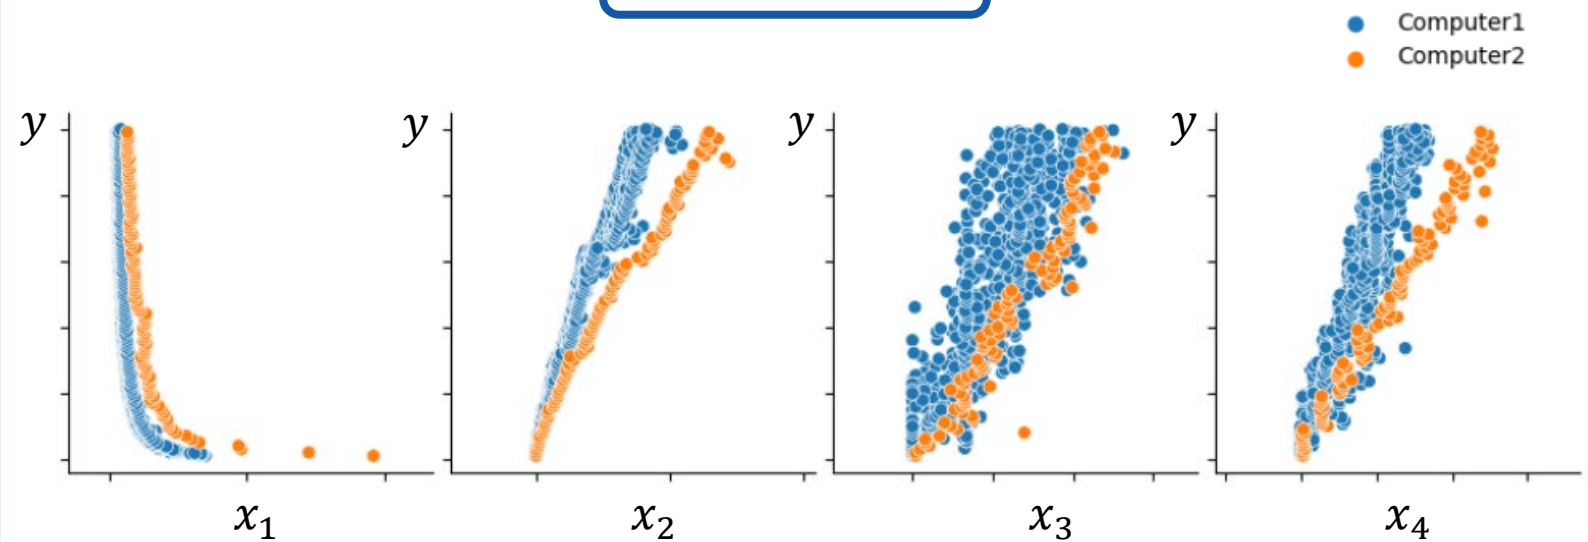 Computer1
Computer2
y
y
y
y
x₁
x₂
x₃
x₄